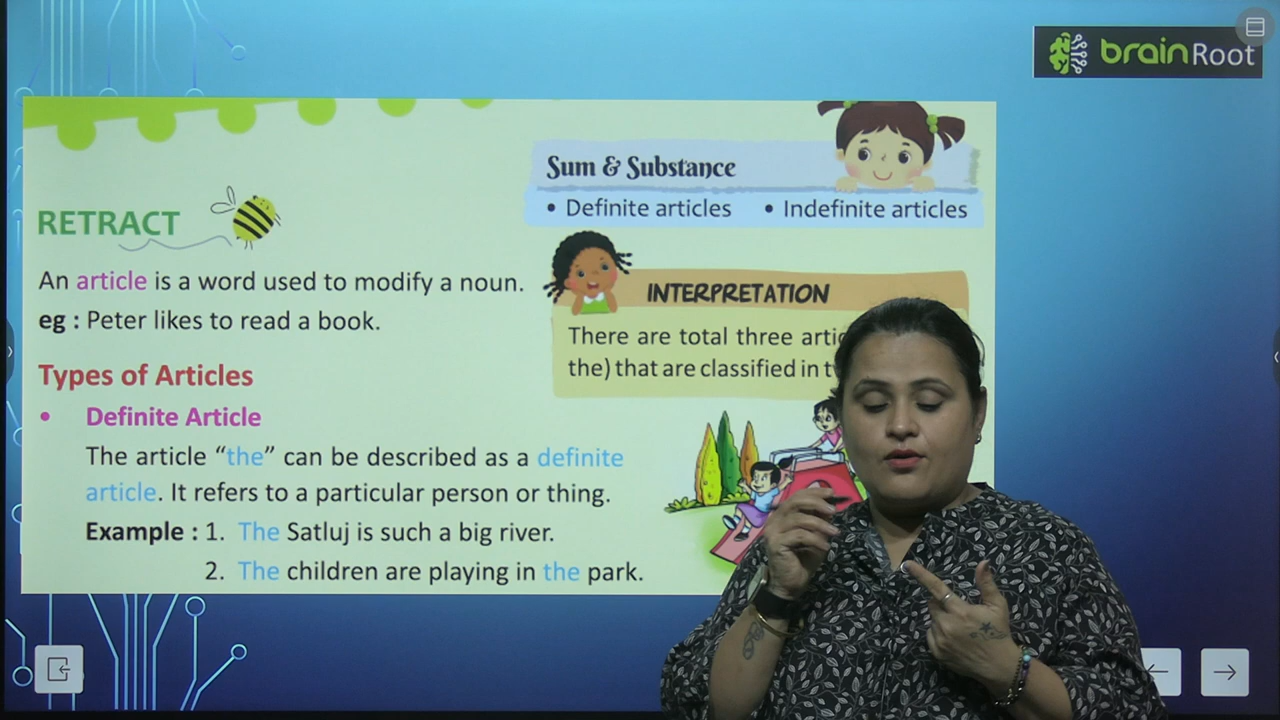 brainRoot
Sum & Substance
• Definite articles • Indefinite articles
RETRACT
An article is a word used to modify a noun.
eg : Peter likes to read a book.
INTERPRETATION
There are total three
the) that are classified in
Types of Articles
• Definite Article
The article “the” can be described as a definite
article. It refers to a particular person or thing.
Example : 1. The Satluj is such a big river.
2. The children are playing in the park.